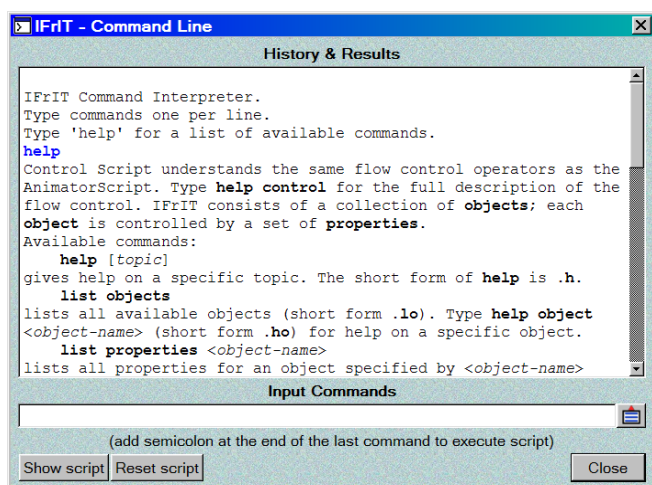 IFrIT - Command Line
History & Results
IFrIT Command Interpreter.
Type commands one per line.
Type 'help' for a list of available commands.
help
Control Script understands the same flow control operators as the
AnimatorScript. Type help control for the full description of the
flow control. IFrIT consists of a collection of objects; each
object is controlled by a set of properties.
Available commands:
help [topic]
gives help on a specific topic. The short form of help is .h.
list objects
lists all available objects (short form .lo). Type help object
<object-name> (short form .ho) for help on a specific object.
list properties <object-name>
lists all properties for an object specified by <object-name>
Input Commands
(add semicolon at the end of the last command to execute script)
Show script Reset script Close